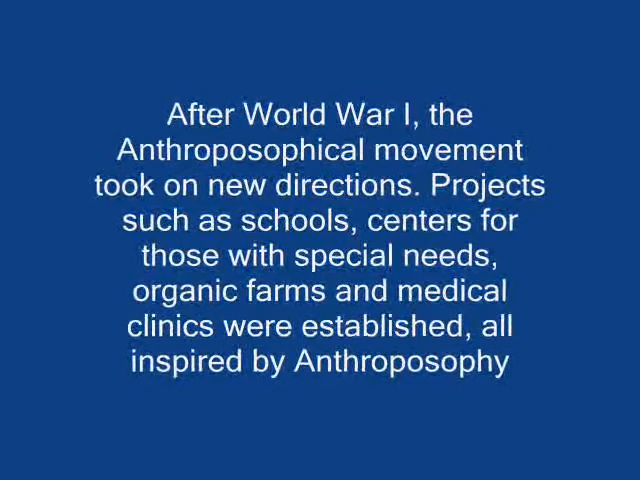 After World War I, the
Anthroposophical movement
took on new directions. Projects
such as schools, centers for
those with special needs,
organic farms and medical
clinics were established, all
inspired by Anthroposophy